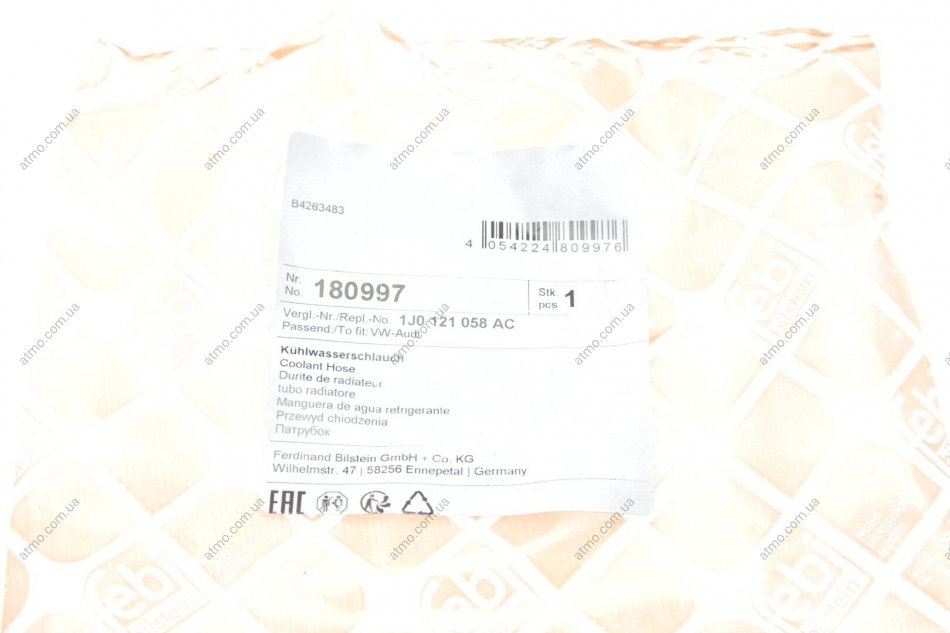 B4263483
4 054224 809976
Nr.
No. 180997
Stk.
pcs 1
Vergl.-Nr./Repl.-No. 1J0 121 058 AC
Passend./To fit: VW-Audi
Kühlwasserschlauch
Coolant Hose
Durite de radiateur
tubo radiatore
Manguera de agua refrigerante
Przewyd chiodzenia
Патрубок
Ferdinand Bilstein GmbH + Co. KG
Wilhelmstr. 47 | 58256 Ennepetal | Germany
EAC
febi
bilstein
atmo.com.ua